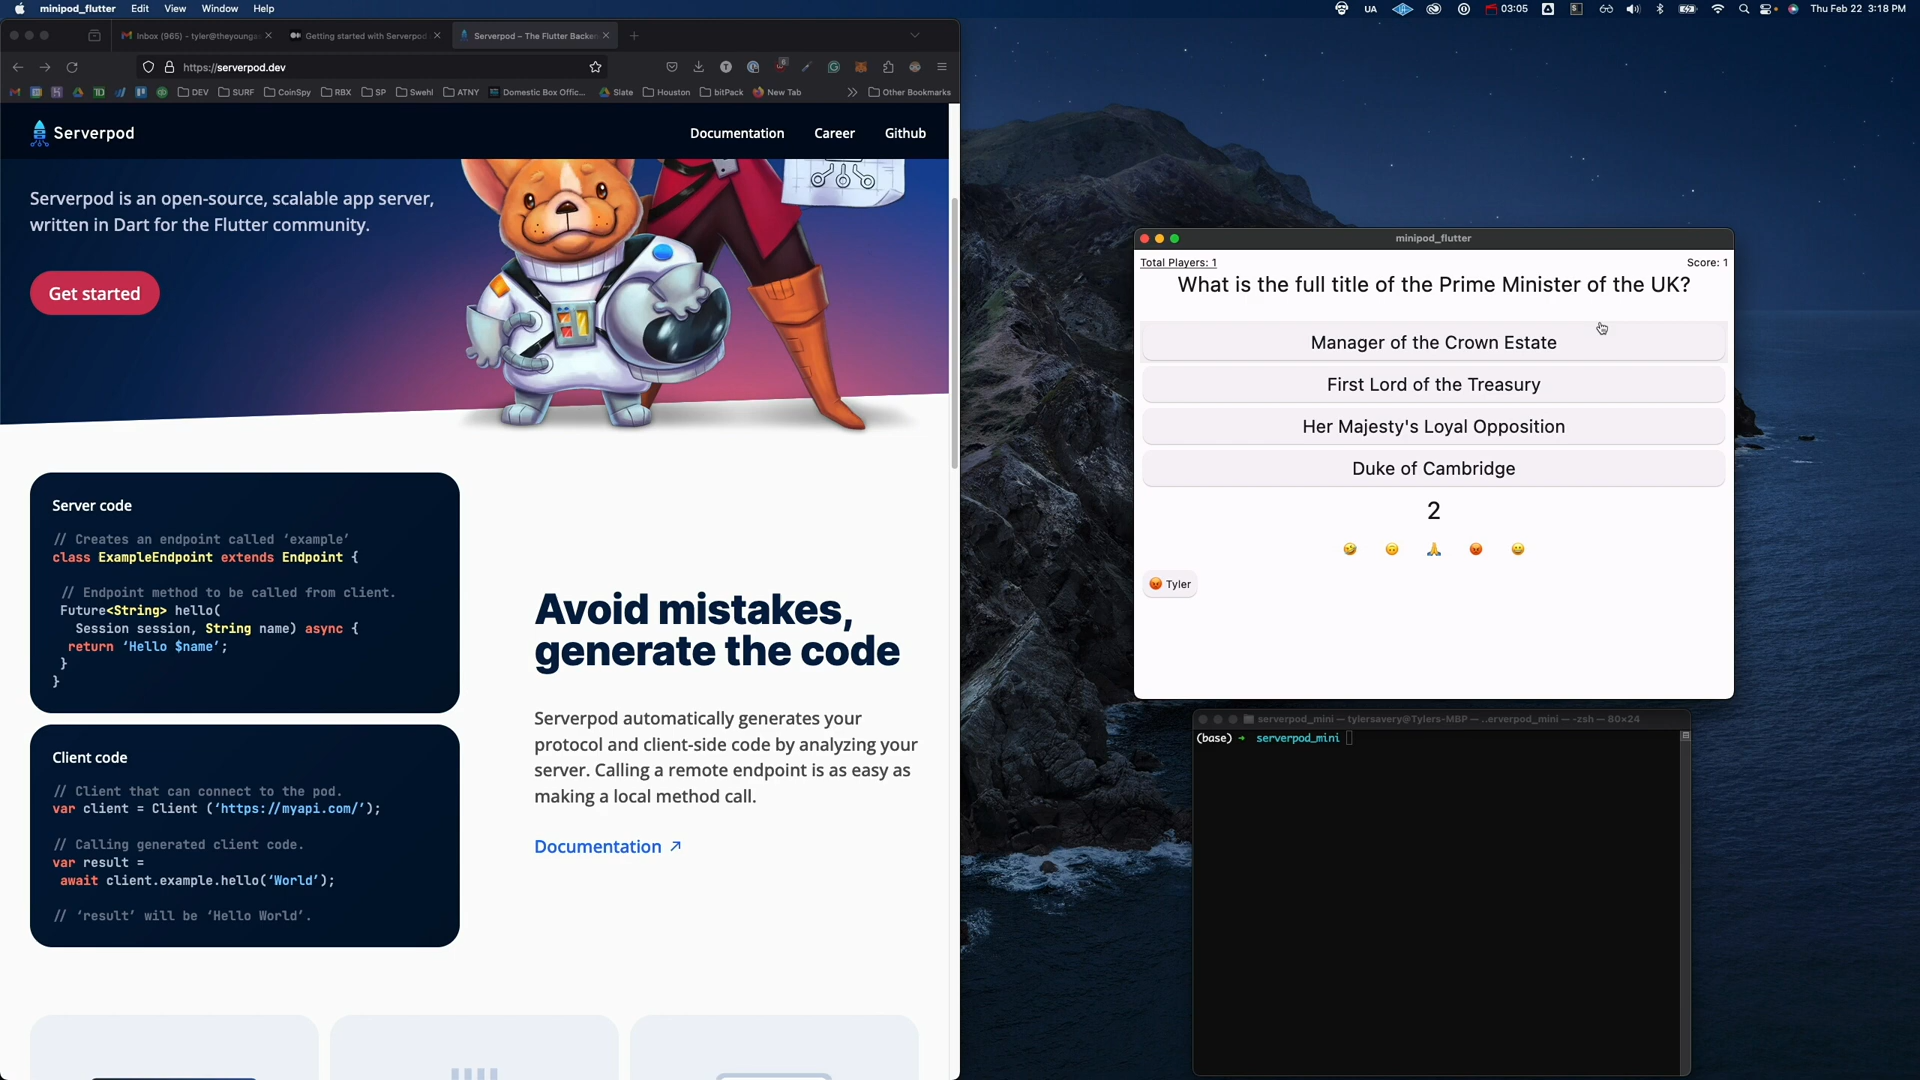 minipod_flutter Edit View Window Help
UA 03:05 Thu Feb 22 3:18 PM
Inbox (965) - tyler@theyounga
Getting started with Serverpod
Serverpod – The Flutter Backen
https://serverpod.dev
DEV SURF CoinSpy RBX SP Swehl ATNY Domestic Box Offic... Slate Houston bitPack New Tab Other Bookmarks
Serverpod
Documentation Career Github
Serverpod is an open-source, scalable app server,
written in Dart for the Flutter community.
Get started
Server code
// Creates an endpoint called ‘example’
class ExampleEndpoint extends Endpoint {
// Endpoint method to be called from client.
Future<String> hello(
Session session, String name) async {
return ‘Hello $name’;
}
}
Client code
// Client that can connect to the pod.
var client = Client (‘https://myapi.com/’);
// Calling generated client code.
var result =
await client.example.hello(‘World’);
// ‘result’ will be ‘Hello World’.
Avoid mistakes,
generate the code
Serverpod automatically generates your
protocol and client-side code by analyzing your
server. Calling a remote endpoint is as easy as
making a local method call.
Documentation ↗
minipod_flutter
Total Players: 1
Score: 1
What is the full title of the Prime Minister of the UK?
Manager of the Crown Estate
First Lord of the Treasury
Her Majesty's Loyal Opposition
Duke of Cambridge
2
Tyler
serverpod_mini — tylersavery@Tylers-MBP — ..erverpod_mini — -zsh — 80×24
(base) → serverpod_mini